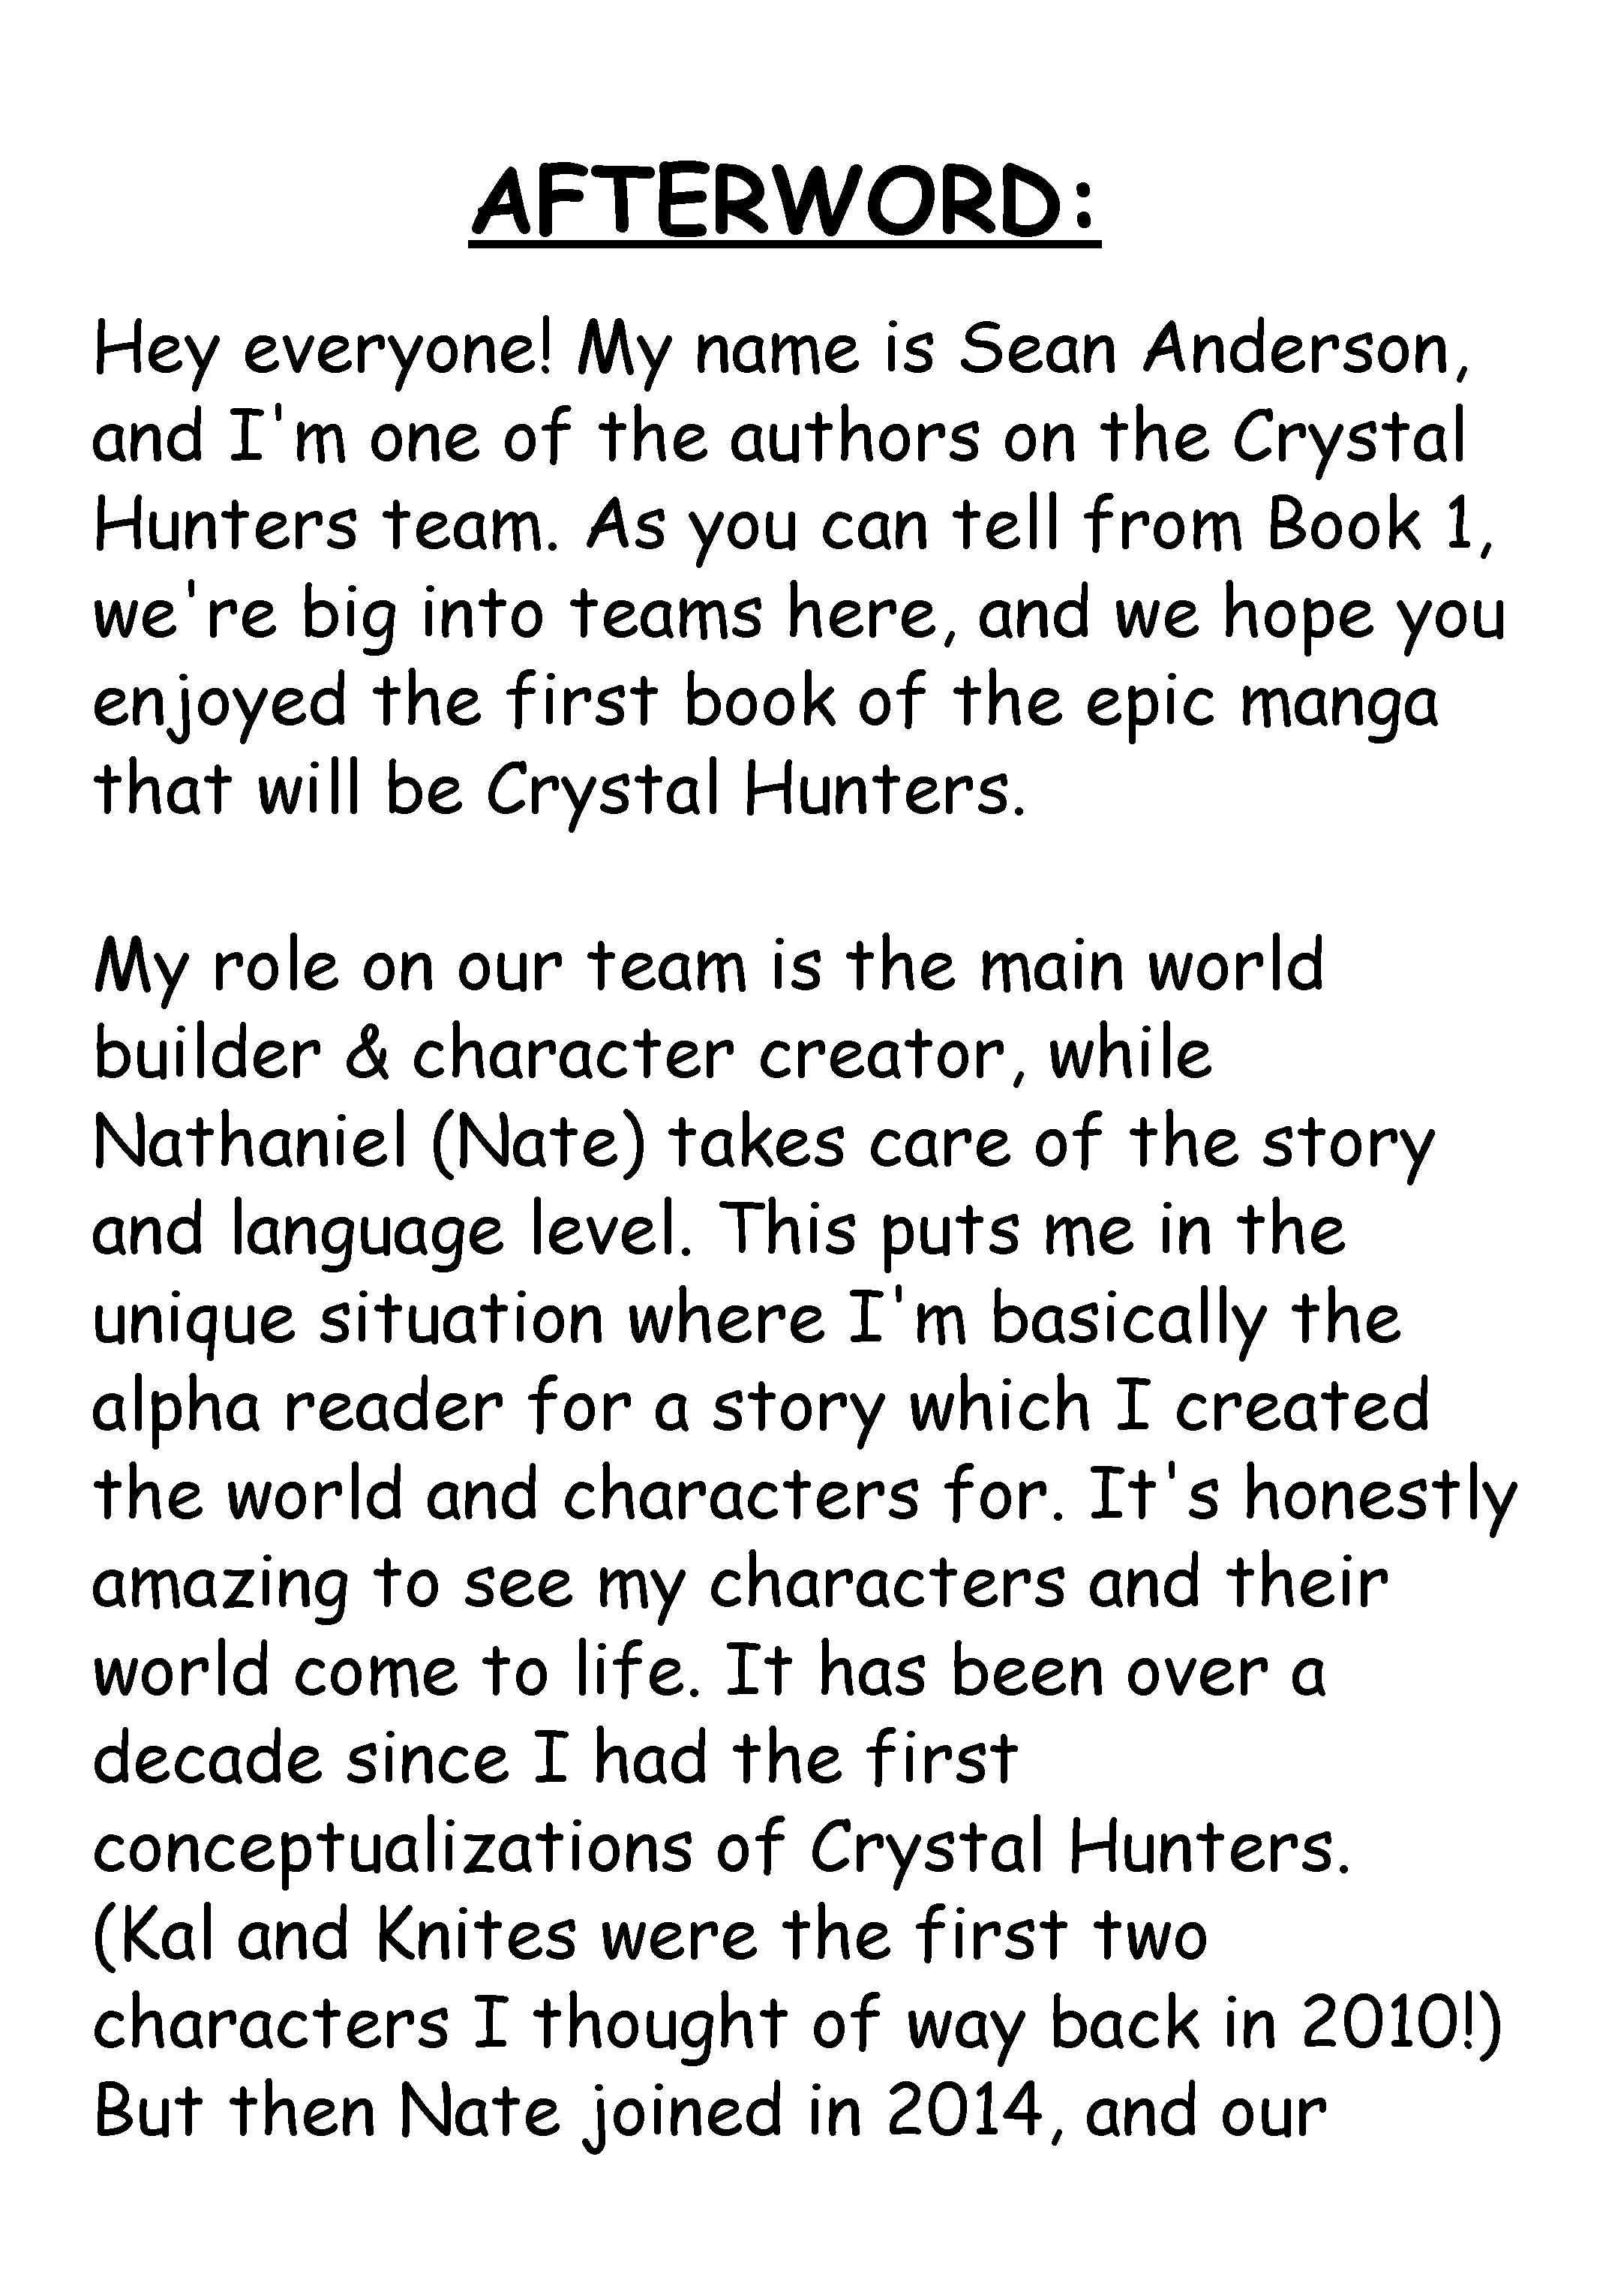 AFTERWORD:
Hey everyone! My name is Sean Anderson,
and I'm one of the authors on the Crystal
Hunters team. As you can tell from Book 1,
we're big into teams here, and we hope you
enjoyed the first book of the epic manga
that will be Crystal Hunters.
My role on our team is the main world
builder & character creator, while
Nathaniel (Nate) takes care of the story
and language level. This puts me in the
unique situation where I'm basically the
alpha reader for a story which I created
the world and characters for. It's honestly
amazing to see my characters and their
world come to life. It has been over a
decade since I had the first
conceptualizations of Crystal Hunters.
(Kal and Knites were the first two
characters I thought of way back in 2010!)
But then Nate joined in 2014, and our